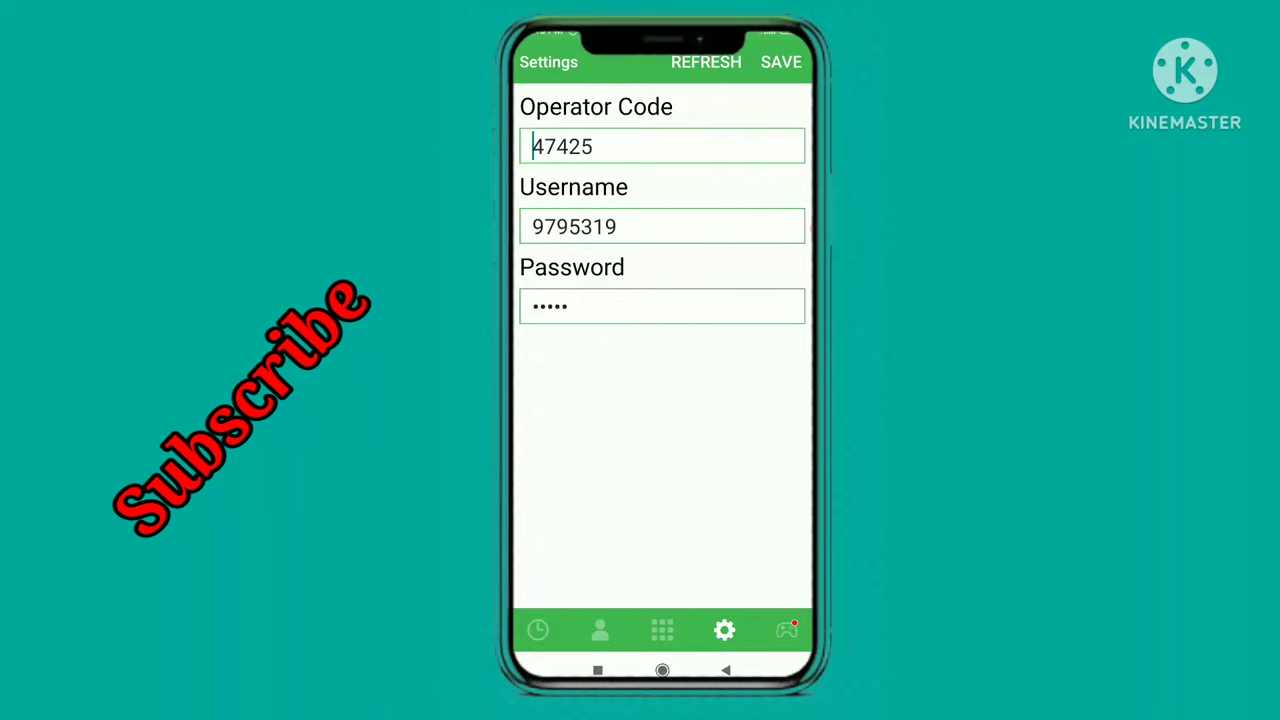 Settings REFRESH SAVE
Operator Code
47425
Username
9795319
Password
•••••
Subscribe
K
KINEMASTER